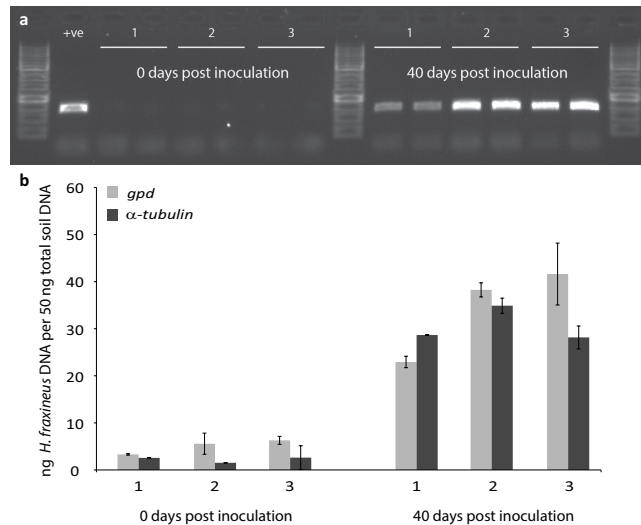 a
+ve 1 2 3 1 2 3
0 days post inoculation 40 days post inoculation
b
ng H. fraxineus DNA per 50 ng total soil DNA
60
50
40
30
20
10
0
gpd
α-tubulin
1 2 3 1 2 3
0 days post inoculation 40 days post inoculation